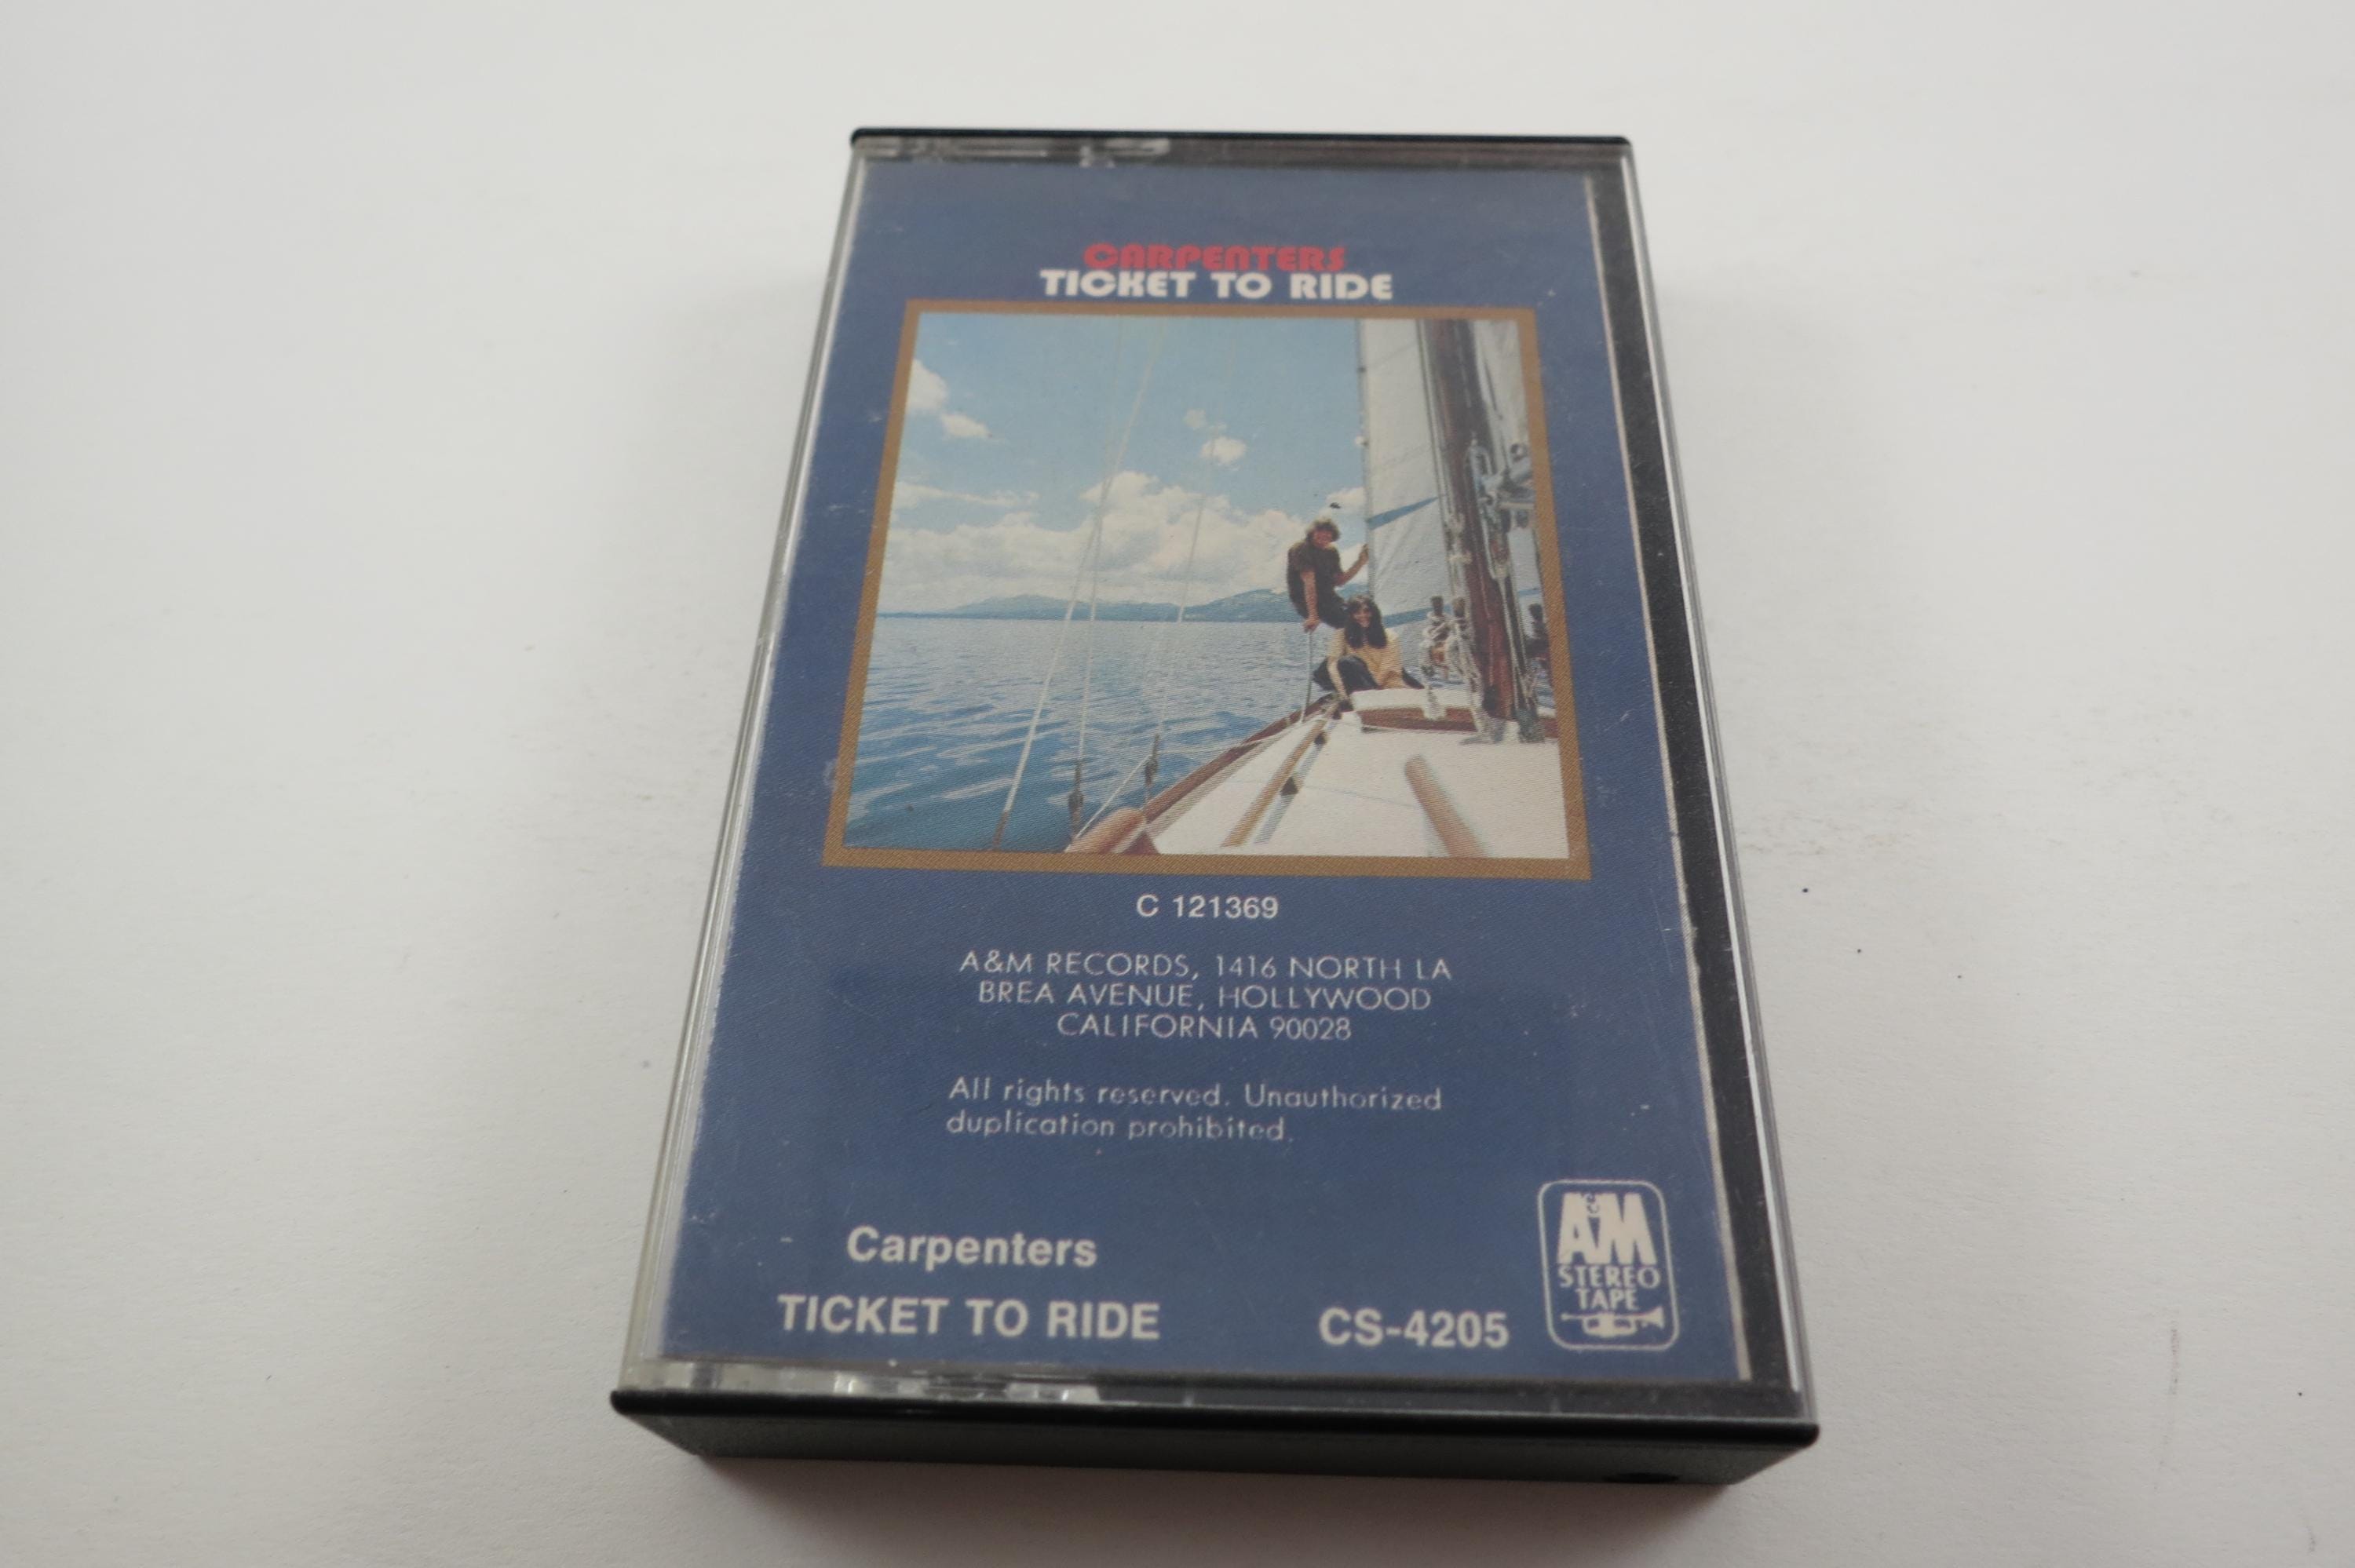 CARPENTERS
TICKET TO RIDE
C 121369
A&M RECORDS, 1416 NORTH LA
BREA AVENUE, HOLLYWOOD
CALIFORNIA 90028
All rights reserved. Unauthorized
duplication prohibited.
Carpenters
TICKET TO RIDE
CS-4205
A&M
STEREO
TAPE